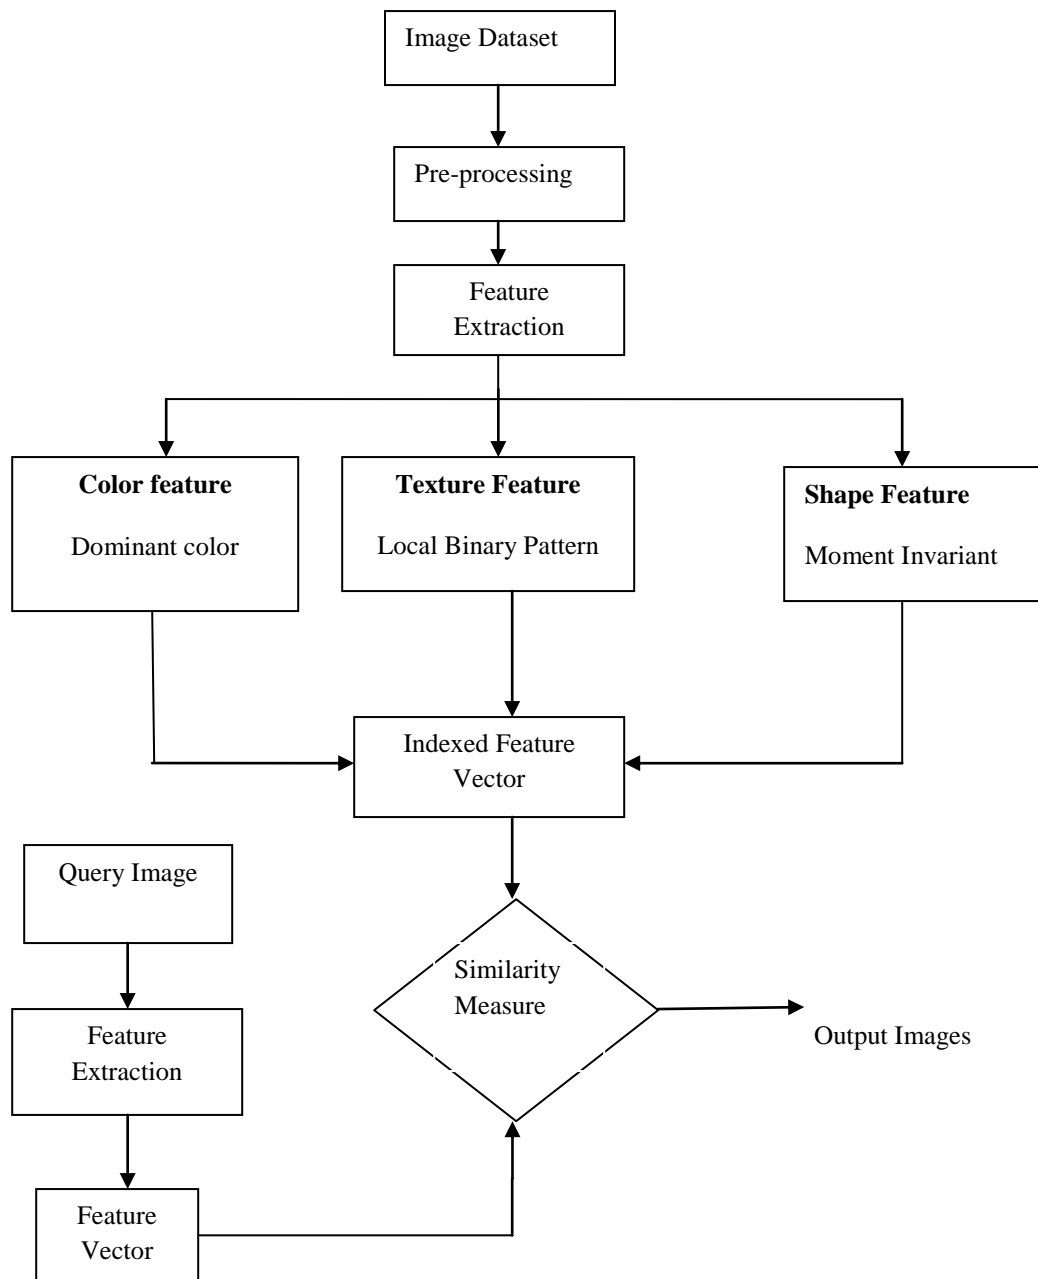 Image Dataset
Pre-processing
Feature
Extraction
Color feature
Dominant color
Texture Feature
Local Binary Pattern
Shape Feature
Moment Invariant
Indexed Feature
Vector
Query Image
Feature
Extraction
Feature
Vector
Similarity
Measure
Output Images